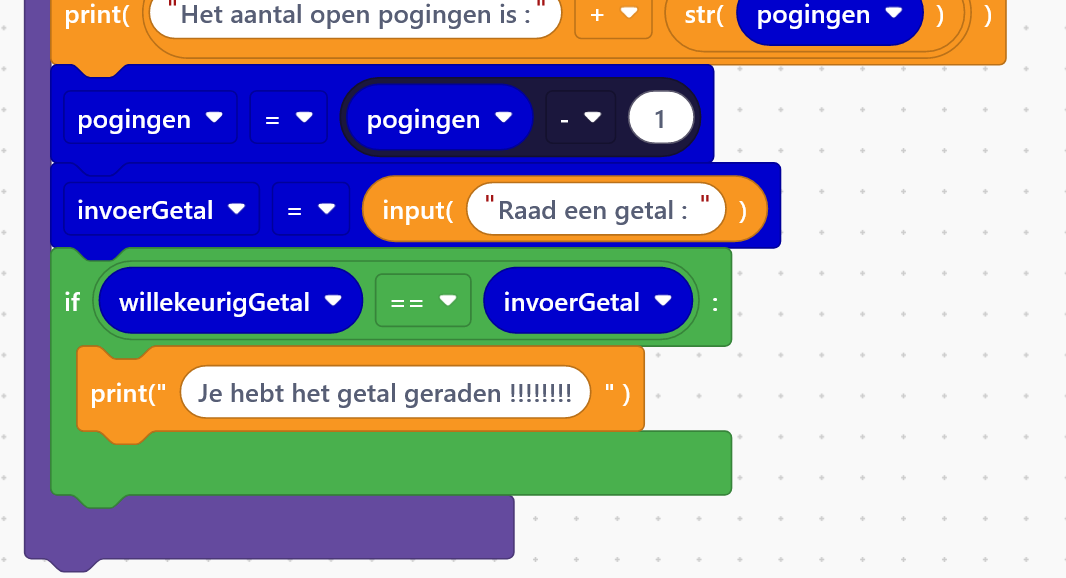 print( "Het aantal open pogingen is : " + str( pogingen ) )
pogingen = pogingen - 1
invoerGetal = input( "Raad een getal : " )
if willekeurigGetal == invoerGetal :
print(" Je hebt het getal geraden !!!!!!!! " )